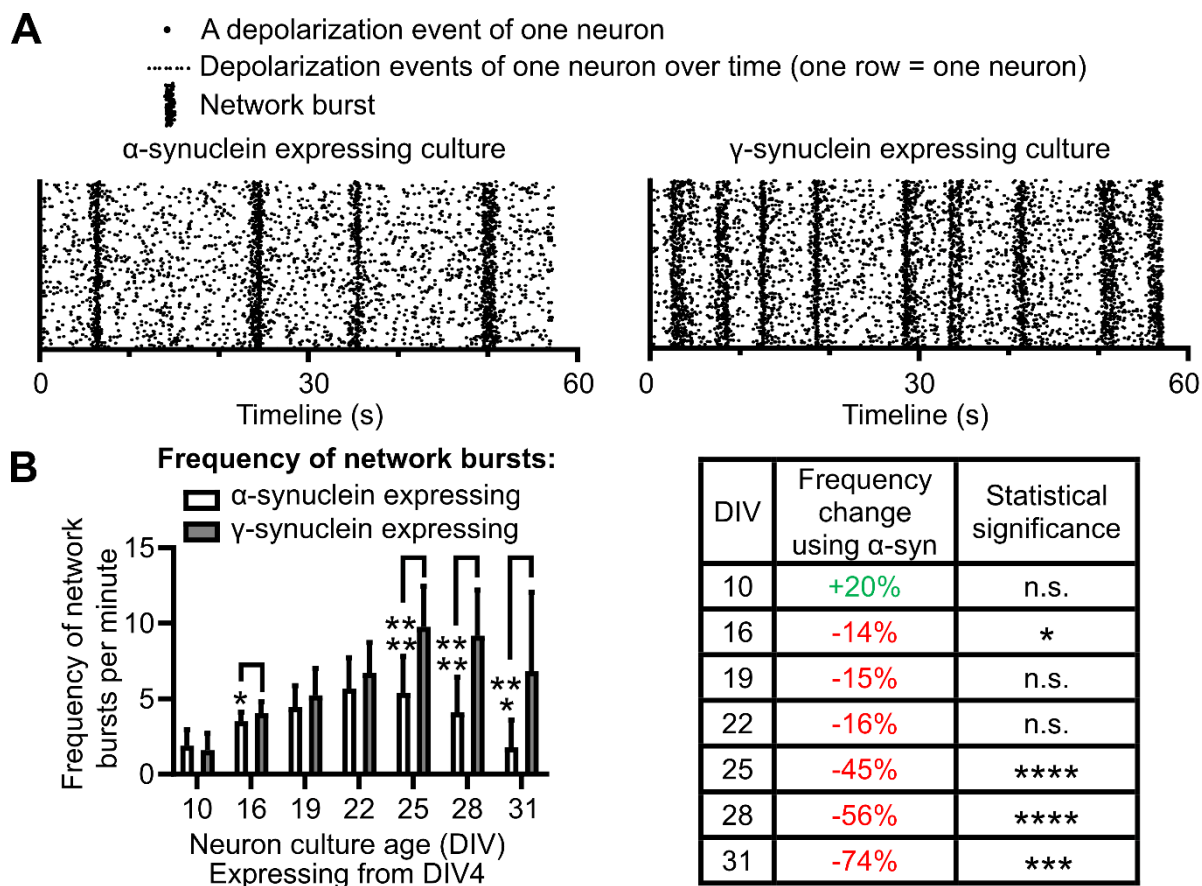 A
A depolarization event of one neuron
Depolarization events of one neuron over time (one row = one neuron)
Network burst
α-synuclein expressing culture
γ-synuclein expressing culture
0 30 60
Timeline (s)
0 30 60
Timeline (s)
B
Frequency of network bursts:
α-synuclein expressing
γ-synuclein expressing
Frequency of network
bursts per minute
15
10
5
0
*
**
**
**
**
**
*
10 16 19 22 25 28 31
Neuron culture age (DIV)
Expressing from DIV4
DIV
Frequency
change
using α-syn
Statistical
significance
10 +20% n.s.
16 -14% *
19 -15% n.s.
22 -16% n.s.
25 -45% ****
28 -56% ****
31 -74% ***